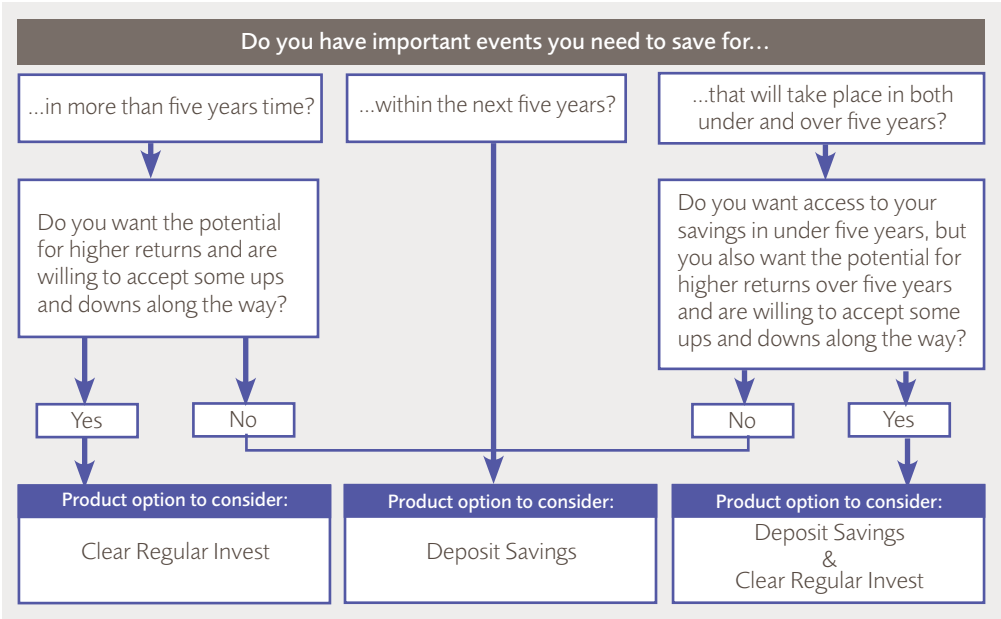 Do you have important events you need to save for...
...in more than five years time?
...within the next five years?
...that will take place in both
under and over five years?
Do you want the potential
for higher returns and are
willing to accept some ups
and downs along the way?
Do you want access to your
savings in under five years, but
you also want the potential for
higher returns over five years
and are willing to accept some
ups and downs along the way?
Yes
No
No
Yes
Product option to consider:
Clear Regular Invest
Product option to consider:
Deposit Savings
Product option to consider:
Deposit Savings
&
Clear Regular Invest